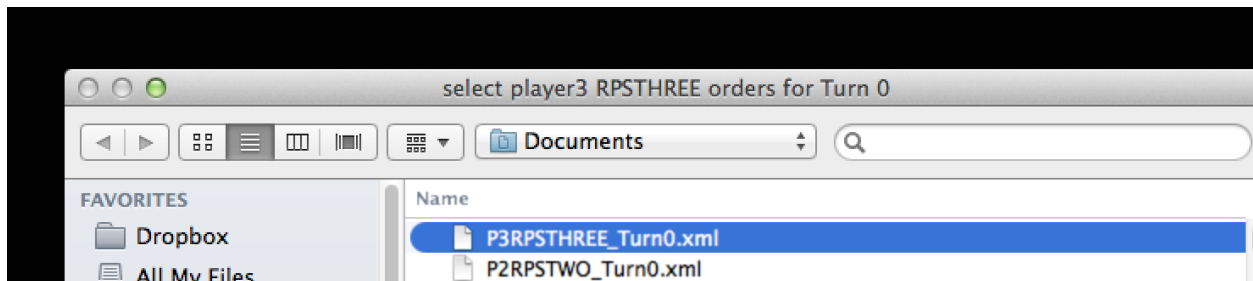 select player3 RPSTHREE orders for Turn 0
Documents
FAVORITES
Name
Dropbox
P3RPSTHREE_Turn0.xml
All My Files
P2RPSTWO_Turn0.xml